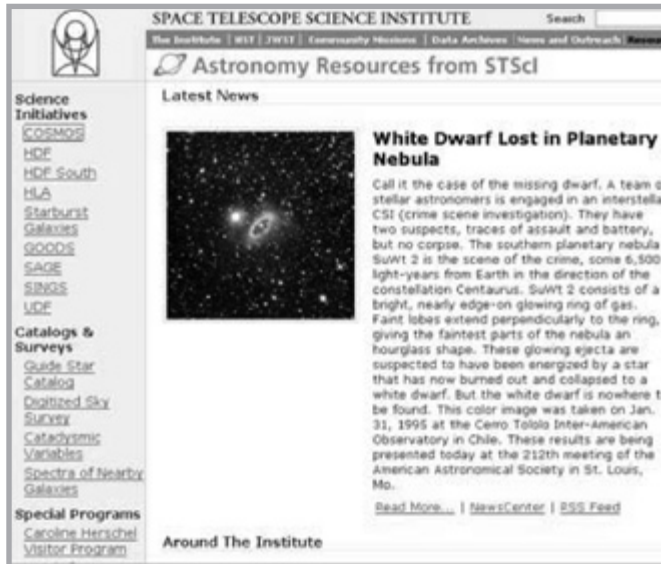 SPACE TELESCOPE SCIENCE INSTITUTE
Search
The Institute | HST | JWST | Community Missions | Data Archives | News and Outreach
Astronomy Resources from STScI
Science
Initiatives
COSMOS
HDF
HDF South
HLA
Starburst
Galaxies
GOODS
SAGE
SINGS
UDF
Catalogs &
Surveys
Guide Star
Catalog
Digitized Sky
Survey
Cataclysmic
Variables
Spectra of Nearby
Galaxies
Special Programs
Caroline Herschel
Visitor Program
Latest News
White Dwarf Lost in Planetary
Nebula
Call it the case of the missing dwarf. A team
stellar astronomers is engaged in an interstella
CSI (crime scene investigation). They have
two suspects, traces of assault and battery,
but no corpse. The southern planetary nebula
SuWt 2 is the scene of the crime, some 6,500
light-years from Earth in the direction of the
constellation Centaurus. SuWt 2 consists of a
bright, nearly edge-on glowing ring of gas.
Faint lobes extend perpendicularly to the ring,
giving the faintest parts of the nebula an
hourglass shape. These glowing ejecta are
suspected to have been energized by a star
that has now burned out and collapsed to a
white dwarf. But the white dwarf is nowhere t
be found. This color image was taken on Jan.
31, 1995 at the Cerro Tololo Inter-American
Observatory in Chile. These results are being
presented today at the 212th meeting of the
American Astronomical Society in St. Louis,
Mo.
Read More... | NewsCenter | RSS Feed
Around The Institute